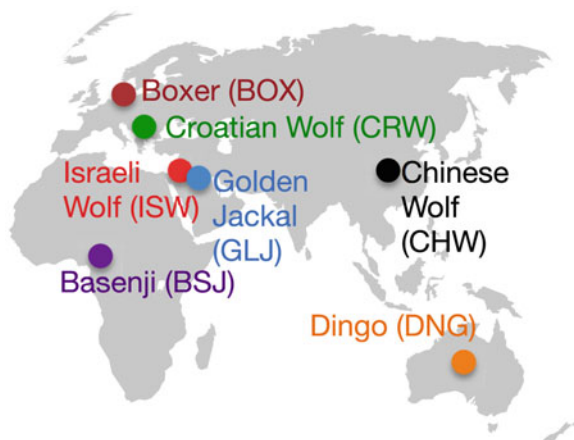 Boxer (BOX)
Croatian Wolf (CRW)
Israeli
Wolf (ISW)
Golden
Jackal
(GLJ)
Chinese
Wolf
(CHW)
Basenji (BSJ)
Dingo (DNG)